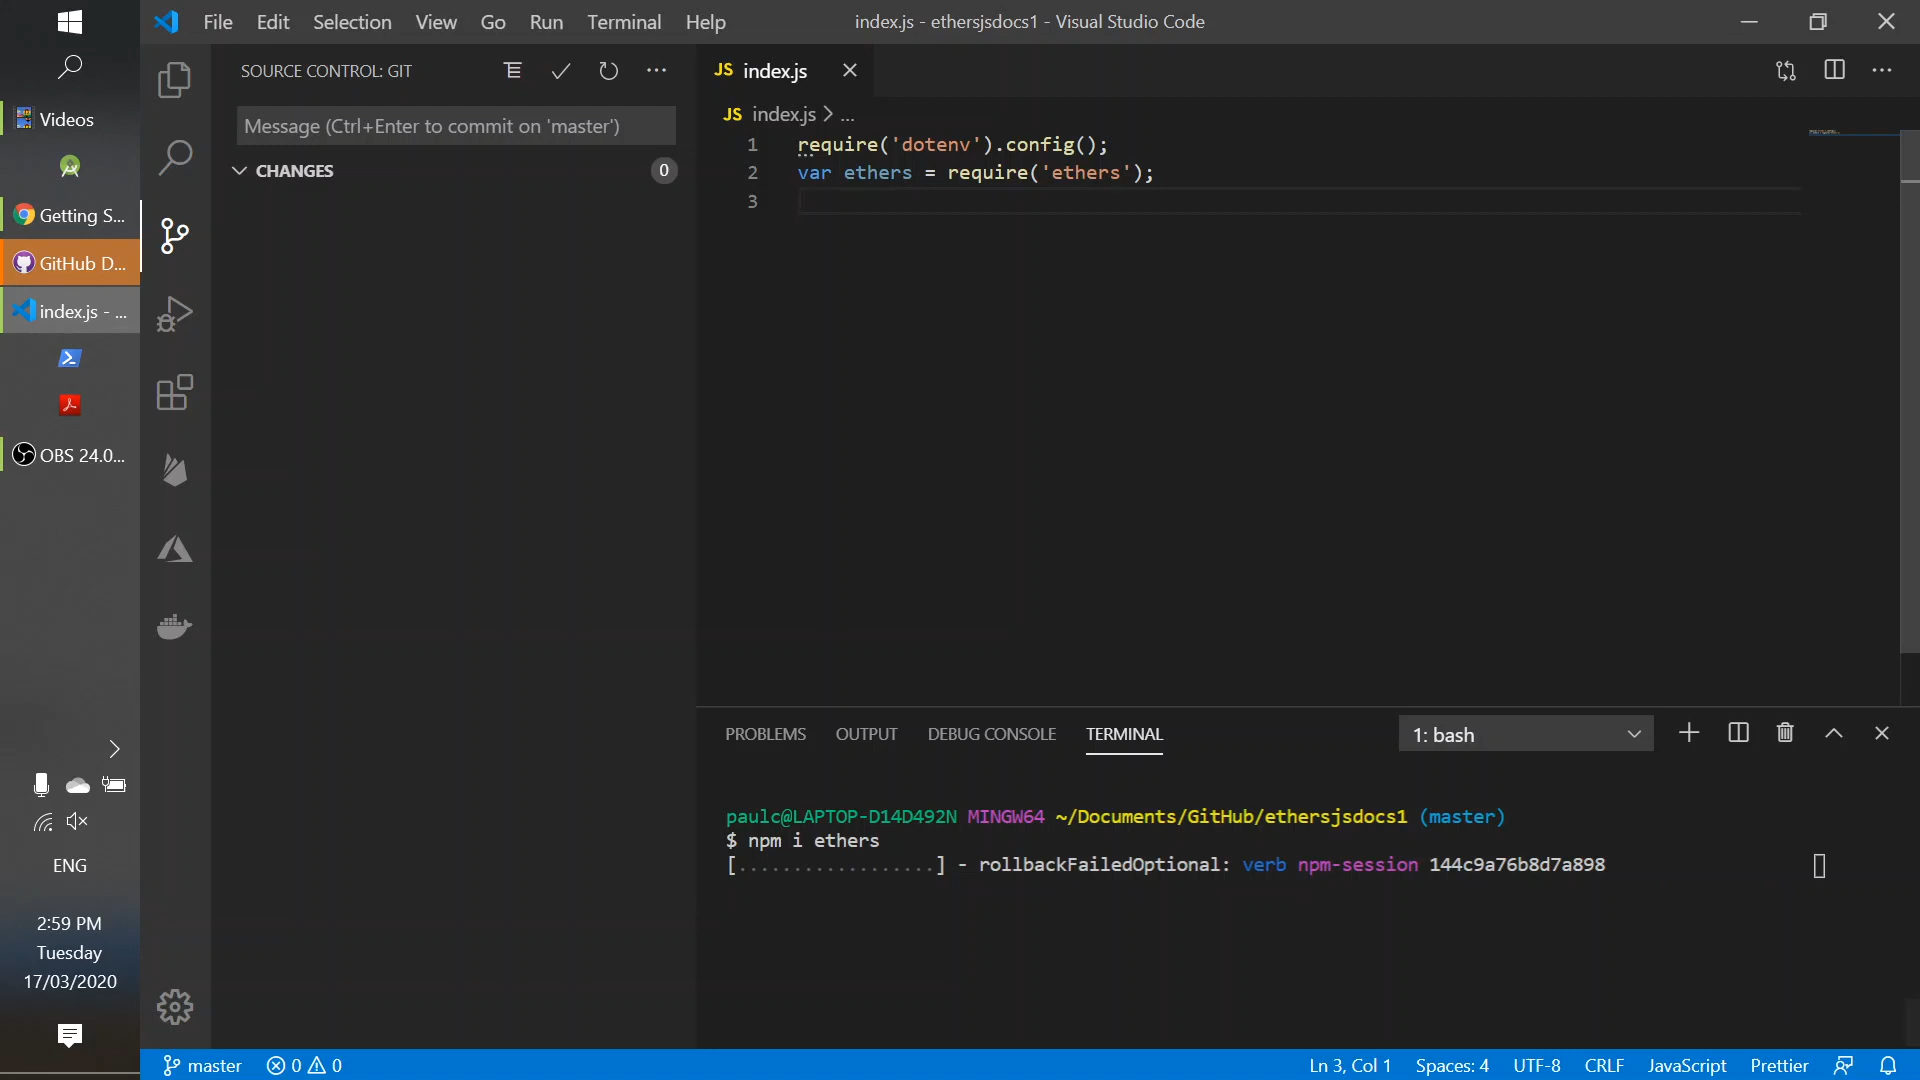 File Edit Selection View Go Run Terminal Help
index.js - ethersjsdocs1 - Visual Studio Code
Videos
Getting S...
GitHub D...
index.js - ...
OBS 24.0...
ENG
2:59 PM
Tuesday
17/03/2020
SOURCE CONTROL: GIT
Message (Ctrl+Enter to commit on 'master')
CHANGES 0
JS index.js
JS index.js > ...
1 require('dotenv').config();
2 var ethers = require('ethers');
3
PROBLEMS OUTPUT DEBUG CONSOLE TERMINAL 1: bash
paulc@LAPTOP-D14D492N MINGW64 ~/Documents/GitHub/ethersjsdocs1 (master)
$ npm i ethers
[..................] - rollbackFailedOptional: verb npm-session 144c9a76b8d7a898
master 0 0 Ln 3, Col 1 Spaces: 4 UTF-8 CRLF JavaScript Prettier